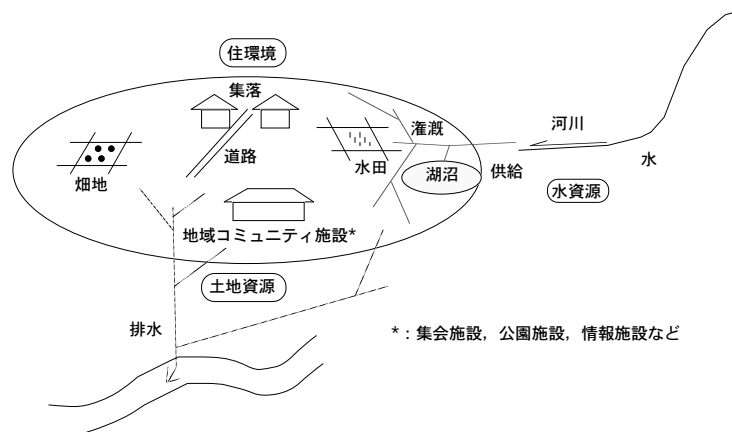 住環境
集落
道路
畑地
水田
灌漑
湖沼
供給
河川
水
水資源
地域コミュニティ施設*
土地資源
排水
*：集会施設，公園施設，情報施設など